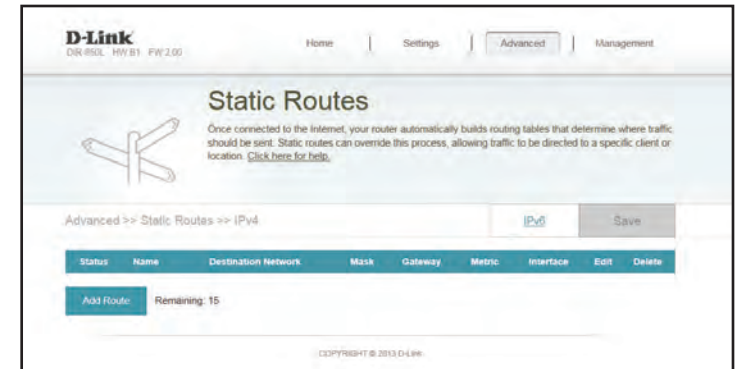 D-Link
DIR-850L HW:B1 FW:2.00
Home | Settings | Advanced | Management
Static Routes
Once connected to the Internet, your router automatically builds routing tables that determine where traffic
should be sent. Static routes can override this process, allowing traffic to be directed to a specific client or
location. Click here for help.
Advanced >> Static Routes >> IPv4 IPv6 Save
Status Name Destination Network Mask Gateway Metric Interface Edit Delete
Add Route Remaining: 15
COPYRIGHT © 2013 D-Link